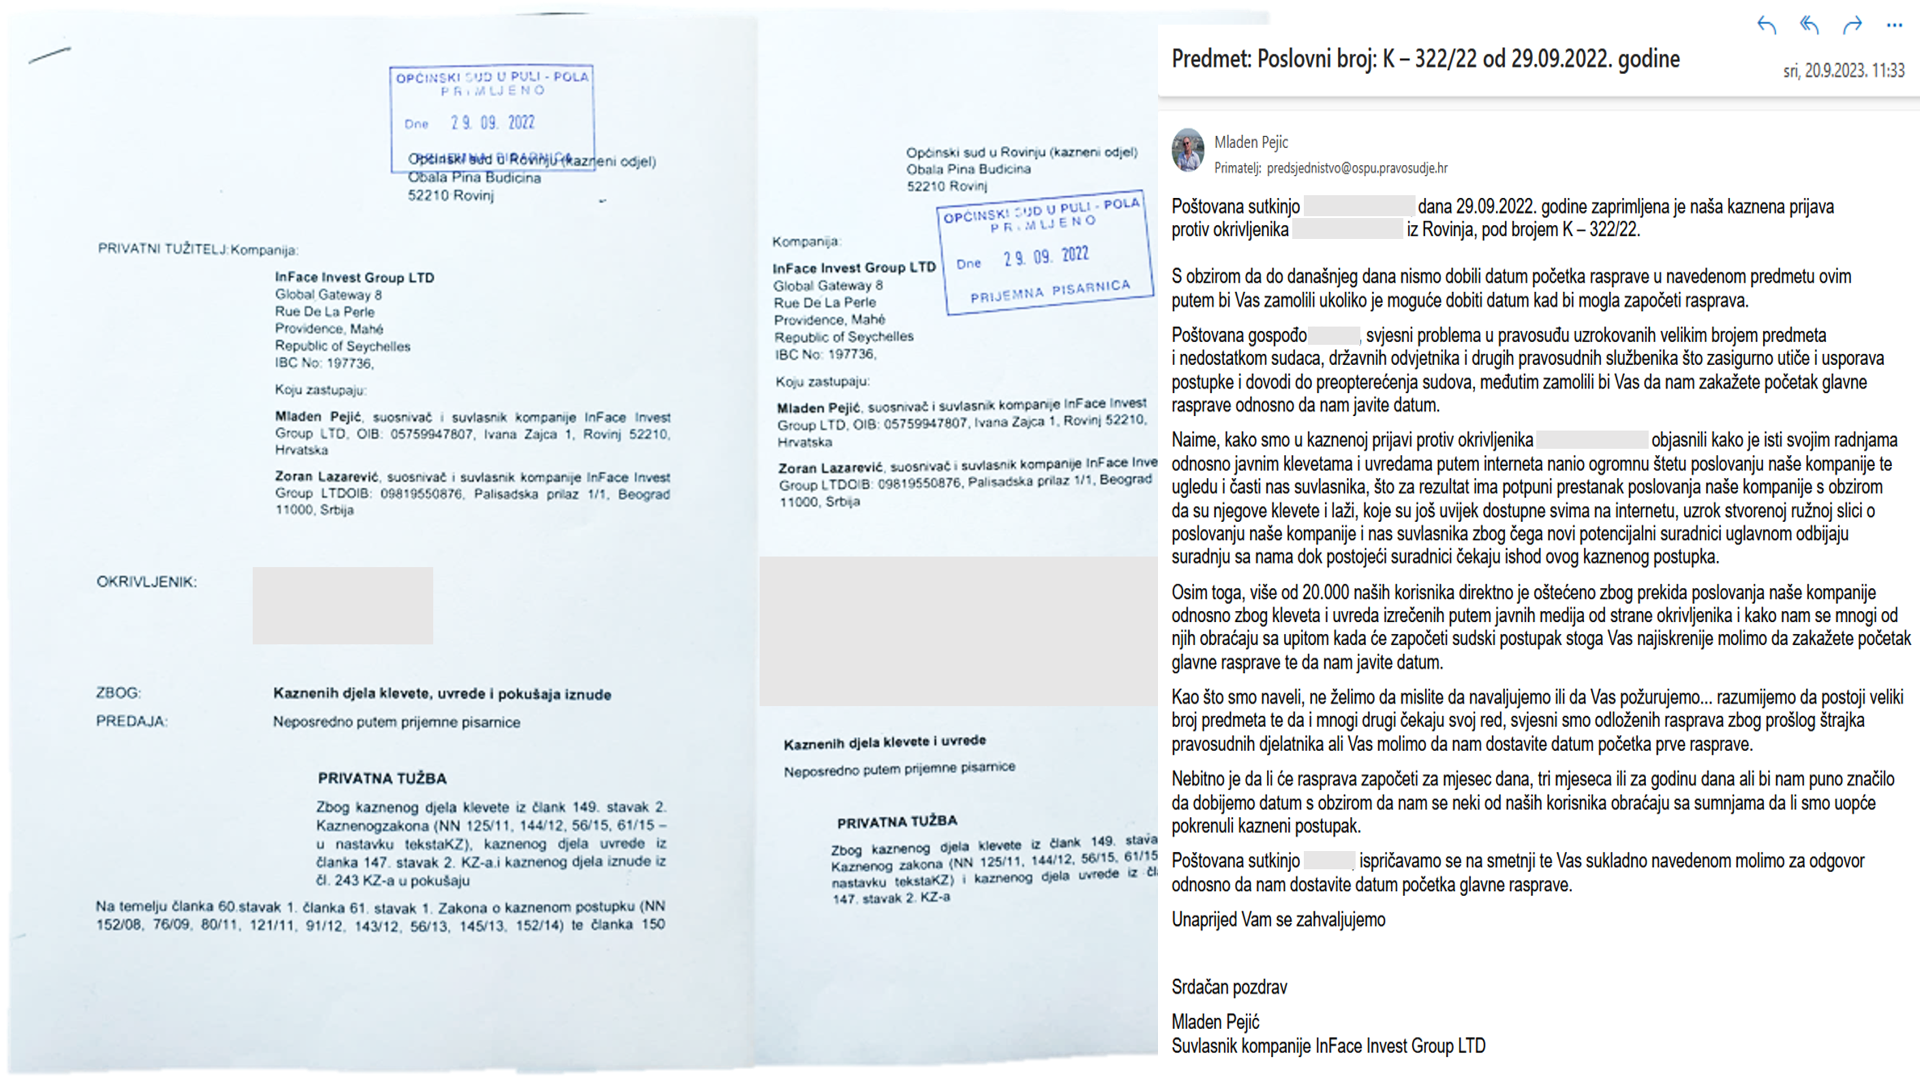 OPĆINSKI SUD U PULI - POLA
PRIMLJENO
Dne 29. 09. 2022
PRIJEMNA PISARNICA
Općinski sud u Rovinju (kazneni odjel)
Obala Pina Budicina
52210 Rovinj
PRIVATNI TUŽITELJ:Kompanija:
InFace Invest Group LTD
Global Gateway 8
Rue De La Perle
Providence, Mahé
Republic of Seychelles
IBC No: 197736,
Koju zastupaju:
Mladen Pejić, suosnivač i suvlasnik kompanije InFace Invest
Group LTD, OIB: 05759947807, Ivana Zajca 1, Rovinj 52210,
Hrvatska
Zoran Lazarević, suosnivač i suvlasnik kompanije InFace Invest
Group LTDOIB: 09819550876, Palisadska prilaz 1/1, Beograd
11000, Srbija
OKRIVLJENIK:
ZBOG: Kaznenih djela klevete, uvrede i pokušaja iznude
PREDAJA: Neposredno putem prijemne pisarnice
PRIVATNA TUŽBA
Zbog kaznenog djela klevete iz člank 149. stavak 2.
Kaznenogzakona (NN 125/11, 144/12, 56/15, 61/15 –
u nastavku tekstaKZ), kaznenog djela uvrede iz
članka 147. stavak 2. KZ-a.i kaznenog djela iznude iz
čl. 243 KZ-a u pokušaju
Na temelju članka 60.stavak 1. članka 61. stavak 1. Zakona o kaznenom postupku (NN
152/08, 76/09, 80/11, 121/11, 91/12, 143/12, 56/13, 145/13, 152/14) te članka 150
Općinski sud u Rovinju (kazneni odjel)
Obala Pina Budicina
52210 Rovinj
OPĆINSKI SUD U PULI - POLA
PRIMLJENO
Dne 29. 09. 2022
PRIJEMNA PISARNICA
Kompanija:
InFace Invest Group LTD
Global Gateway 8
Rue De La Perle
Providence, Mahé
Republic of Seychelles
IBC No: 197736,
Koju zastupaju:
Mladen Pejić, suosnivač i suvlasnik kompanije InFace Invest
Group LTD, OIB: 05759947807, Ivana Zajca 1, Rovinj 52210,
Hrvatska
Zoran Lazarević, suosnivač i suvlasnik kompanije InFace Inve
Group LTDOIB: 09819550876, Palisadska prilaz 1/1, Beograd
11000, Srbija
Kaznenih djela klevete i uvrede
Neposredno putem prijemne pisarnice
PRIVATNA TUŽBA
Zbog kaznenog djela klevete iz člank 149. stava
Kaznenog zakona (NN 125/11, 144/12, 56/15, 61/15
nastavku tekstaKZ) i kaznenog djela uvrede iz čl
147. stavak 2. KZ-a
Predmet: Poslovni broj: K – 322/22 od 29.09.2022. godine
sri, 20.9.2023. 11:33
Mladen Pejic
Primatelj: predsjednistvo@ospu.pravosudje.hr
Poštovana sutkinjo dana 29.09.2022. godine zaprimljena je naša kaznena prijava
protiv okrivljenika iz Rovinja, pod brojem K – 322/22.
S obzirom da do današnjeg dana nismo dobili datum početka rasprave u navedenom predmetu ovim
putem bi Vas zamolili ukoliko je moguće dobiti datum kad bi mogla započeti rasprava.
Poštovana gospođo , svjesni problema u pravosuđu uzrokovanih velikim brojem predmeta
i nedostatkom sudaca, državnih odvjetnika i drugih pravosudnih službenika što zasigurno utiče i usporava
postupke i dovodi do preopterećenja sudova, međutim zamolili bi Vas da nam zakažete početak glavne
rasprave odnosno da nam javite datum.
Naime, kako smo u kaznenoj prijavi protiv okrivljenika objasnili kako je isti svojim radnjama
odnosno javnim klevetama i uvredama putem interneta nanio ogromnu štetu poslovanju naše kompanije te
ugledu i časti nas suvlasnika, što za rezultat ima potpuni prestanak poslovanja naše kompanije s obzirom
da su njegove klevete i laži, koje su još uvijek dostupne svima na internetu, uzrok stvorenoj ružnoj slici o
poslovanju naše kompanije i nas suvlasnika zbog čega novi potencijalni suradnici uglavnom odbijaju
suradnju sa nama dok postojeći suradnici čekaju ishod ovog kaznenog postupka.
Osim toga, više od 20.000 naših korisnika direktno je oštećeno zbog prekida poslovanja naše kompanije
odnosno zbog kleveta i uvreda izrečenih putem javnih medija od strane okrivljenika i kako nam se mnogi od
njih obraćaju sa upitom kada će započeti sudski postupak stoga Vas najiskrenije molimo da zakažete početak
glavne rasprave te da nam javite datum.
Kao što smo naveli, ne želimo da mislite da navaljujemo ili da Vas požurujemo... razumijemo da postoji veliki
broj predmeta te da i mnogi drugi čekaju svoj red, svjesni smo odloženih rasprava zbog prošlog štrajka
pravosudnih djelatnika ali Vas molimo da nam dostavite datum početka prve rasprave.
Nebitno je da li će rasprava započeti za mjesec dana, tri mjeseca ili za godinu dana ali bi nam puno značilo
da dobijemo datum s obzirom da nam se neki od naših korisnika obraćaju sa sumnjama da li smo uopće
pokrenuli kazneni postupak.
Poštovana sutkinjo , ispričavamo se na smetnji te Vas sukladno navedenom molimo za odgovor
odnosno da nam dostavite datum početka glavne rasprave.
Unaprijed Vam se zahvaljujemo
Srdačan pozdrav
Mladen Pejić
Suvlasnik kompanije InFace Invest Group LTD